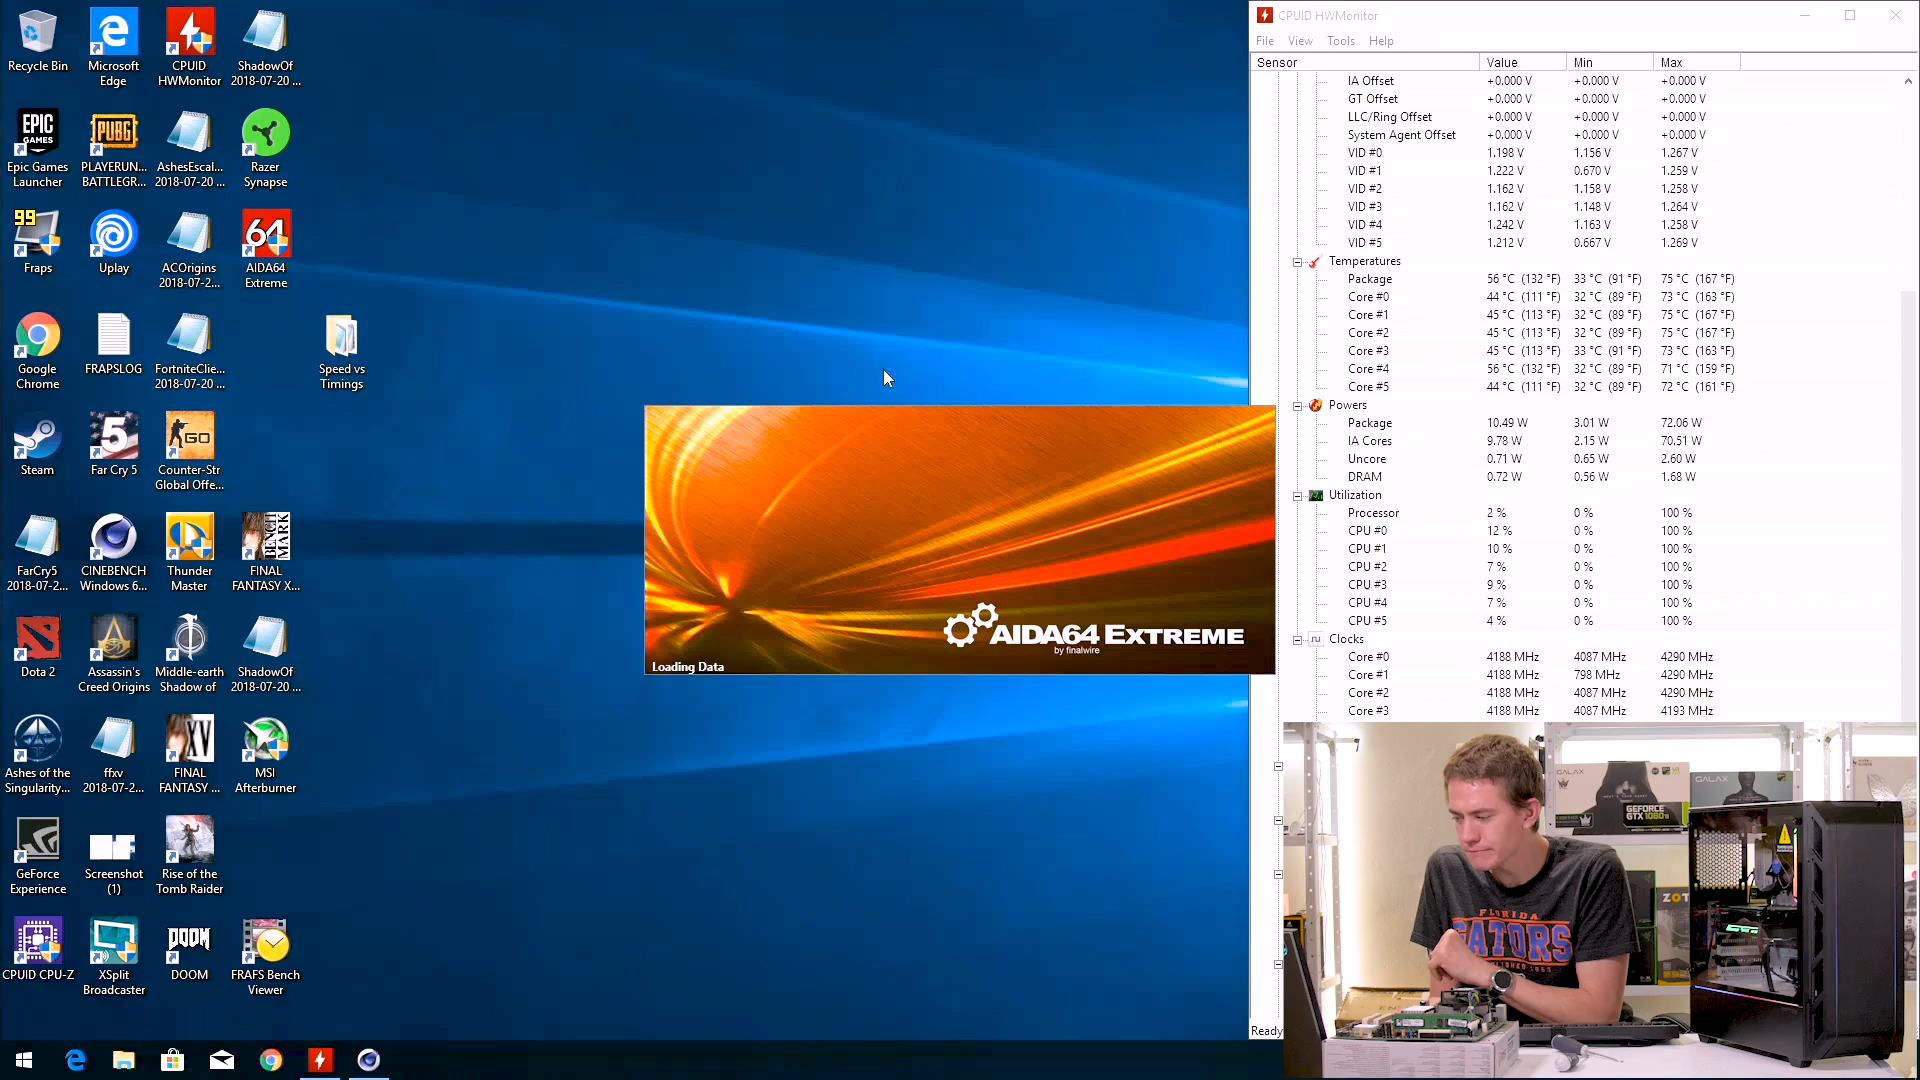 Recycle Bin
Microsoft
Edge
CPUID
HWMonitor
ShadowOf
2018-07-20 ...
EPIC
GAMES
Epic Games
Launcher
PUBG
PLAYERUN...
BATTLEGR...
AshesEscal...
2018-07-20 ...
Razer
Synapse
99
Fraps
Uplay
ACOrigins
2018-07-2...
64
AIDA64
Extreme
Google
Chrome
FRAPSLOG
FortniteClie...
2018-07-20 ...
Speed vs
Timings
Steam
5
Far Cry 5
GO
Counter-Str
Global Offe...
FarCry5
2018-07-2...
CINEBENCH
Windows 6...
Thunder
Master
BENCH
MARK
FINAL
FANTASY X...
Dota 2
Assassin's
Creed Origins
Middle-earth
Shadow of
ShadowOf
2018-07-20 ...
Ashes of the
Singularity...
ffxv
2018-07-2...
XV
FINAL
FANTASY ...
MSI
Afterburner
GeForce
Experience
Screenshot
(1)
Rise of the
Tomb Raider
CPUID CPU-Z
XSplit
Broadcaster
DOOM
DOOM
FRAFS Bench
Viewer
AIDA64 EXTREME
by finalwire
Loading Data
CPUID HWMonitor
File View Tools Help
Sensor Value Min Max
IA Offset +0.000 V +0.000 V +0.000 V
GT Offset +0.000 V +0.000 V +0.000 V
LLC/Ring Offset +0.000 V +0.000 V +0.000 V
System Agent Offset +0.000 V +0.000 V +0.000 V
VID #0 1.198 V 1.156 V 1.267 V
VID #1 1.222 V 0.670 V 1.259 V
VID #2 1.162 V 1.158 V 1.258 V
VID #3 1.162 V 1.148 V 1.264 V
VID #4 1.242 V 1.163 V 1.258 V
VID #5 1.212 V 0.667 V 1.269 V
Temperatures
Package 56 °C (132 °F) 33 °C (91 °F) 75 °C (167 °F)
Core #0 44 °C (111 °F) 32 °C (89 °F) 73 °C (163 °F)
Core #1 45 °C (113 °F) 32 °C (89 °F) 75 °C (167 °F)
Core #2 45 °C (113 °F) 32 °C (89 °F) 75 °C (167 °F)
Core #3 45 °C (113 °F) 33 °C (91 °F) 73 °C (163 °F)
Core #4 56 °C (132 °F) 32 °C (89 °F) 71 °C (159 °F)
Core #5 44 °C (111 °F) 32 °C (89 °F) 72 °C (161 °F)
Powers
Package 10.49 W 3.01 W 72.06 W
IA Cores 9.78 W 2.15 W 70.51 W
Uncore 0.71 W 0.65 W 2.60 W
DRAM 0.72 W 0.56 W 1.68 W
Utilization
Processor 2 % 0 % 100 %
CPU #0 12 % 0 % 100 %
CPU #1 10 % 0 % 100 %
CPU #2 7 % 0 % 100 %
CPU #3 9 % 0 % 100 %
CPU #4 7 % 0 % 100 %
CPU #5 4 % 0 % 100 %
Clocks
Core #0 4188 MHz 4087 MHz 4290 MHz
Core #1 4188 MHz 798 MHz 4290 MHz
Core #2 4188 MHz 4087 MHz 4290 MHz
Core #3 4188 MHz 4087 MHz 4193 MHz
Ready
GALAX
GEFORCE
GTX 1080 Ti
GALAX
ZOT
FLORIDA
GATORS